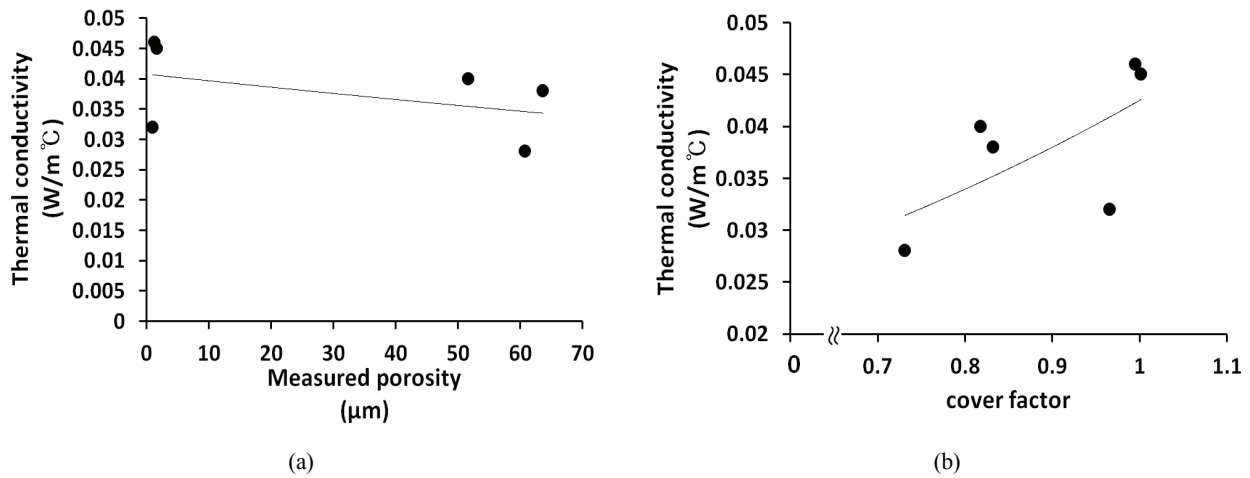 0.05
0.045
0.04
0.035
0.03
0.025
0.02
0.015
0.01
0.005
0
Thermal conductivity
(W/m℃)
0 10 20 30 40 50 60 70
Measured porosity
(μm)
(a)
0.05
0.045
0.04
0.035
0.03
0.025
0.02
Thermal conductivity
(W/m℃)
0 0.7 0.8 0.9 1 1.1
cover factor
(b)